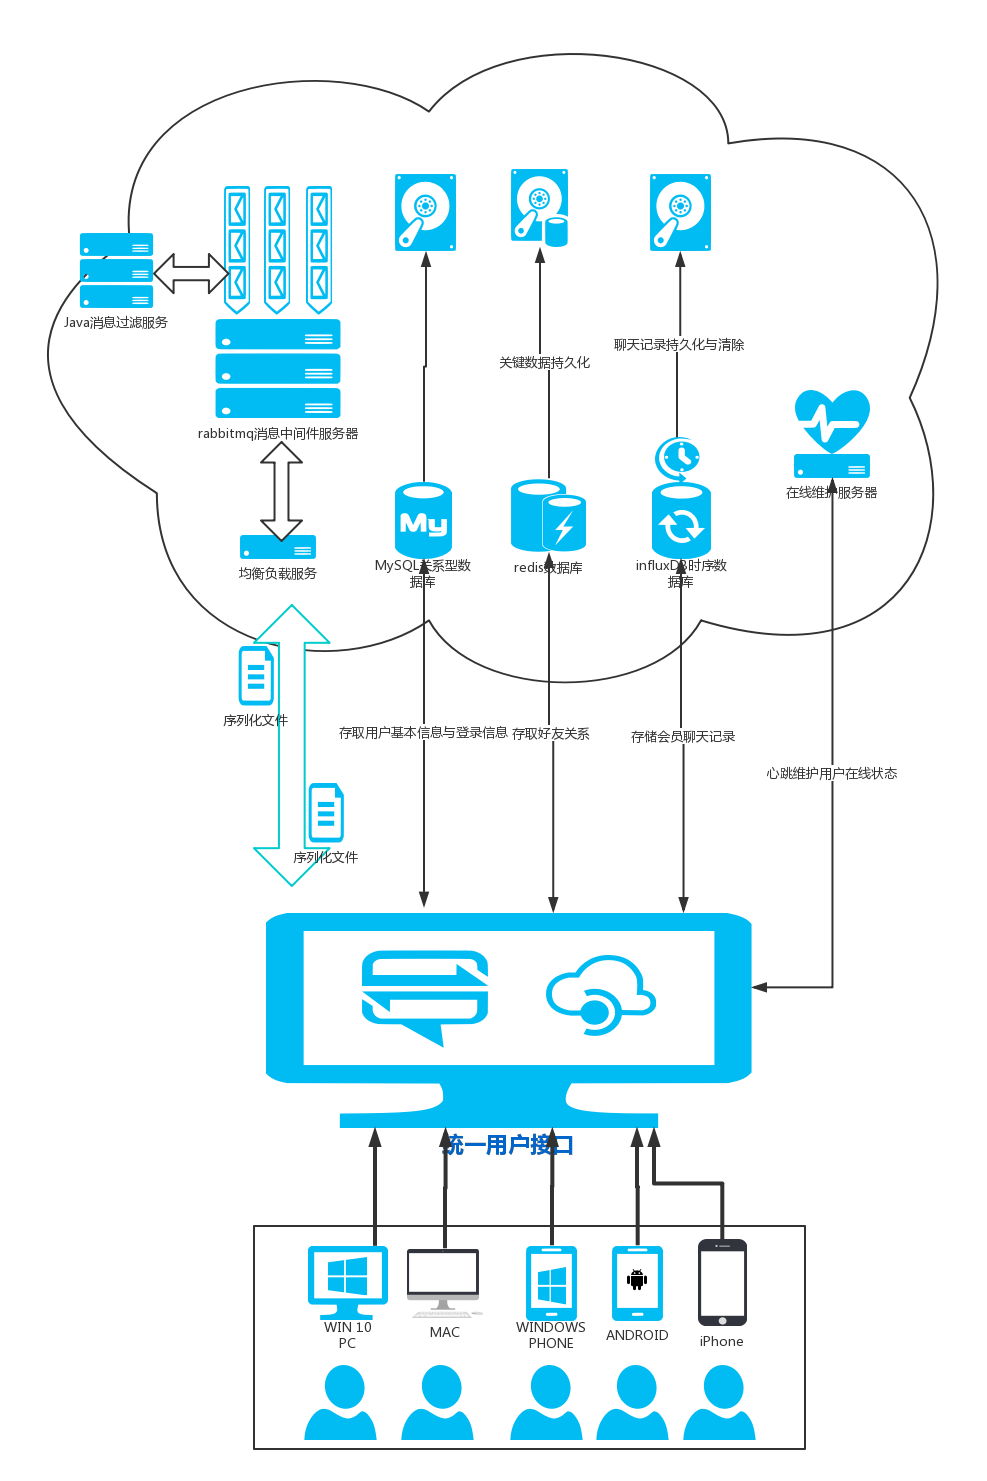 Java消息过滤服务
rabbitmq消息中间件服务器
关键数据持久化
聊天记录持久化与清除
在线维护服务器
均衡负载服务
My
MySQL关系型数
据库
redis数据库
influxDB时序数
据库
序列化文件
存取用户基本信息与登录信息
存取好友关系
存储会员聊天记录
心跳维护用户在线状态
序列化文件
统一用户接口
WIN 10
PC
MAC
WINDOWS
PHONE
ANDROID
iPhone